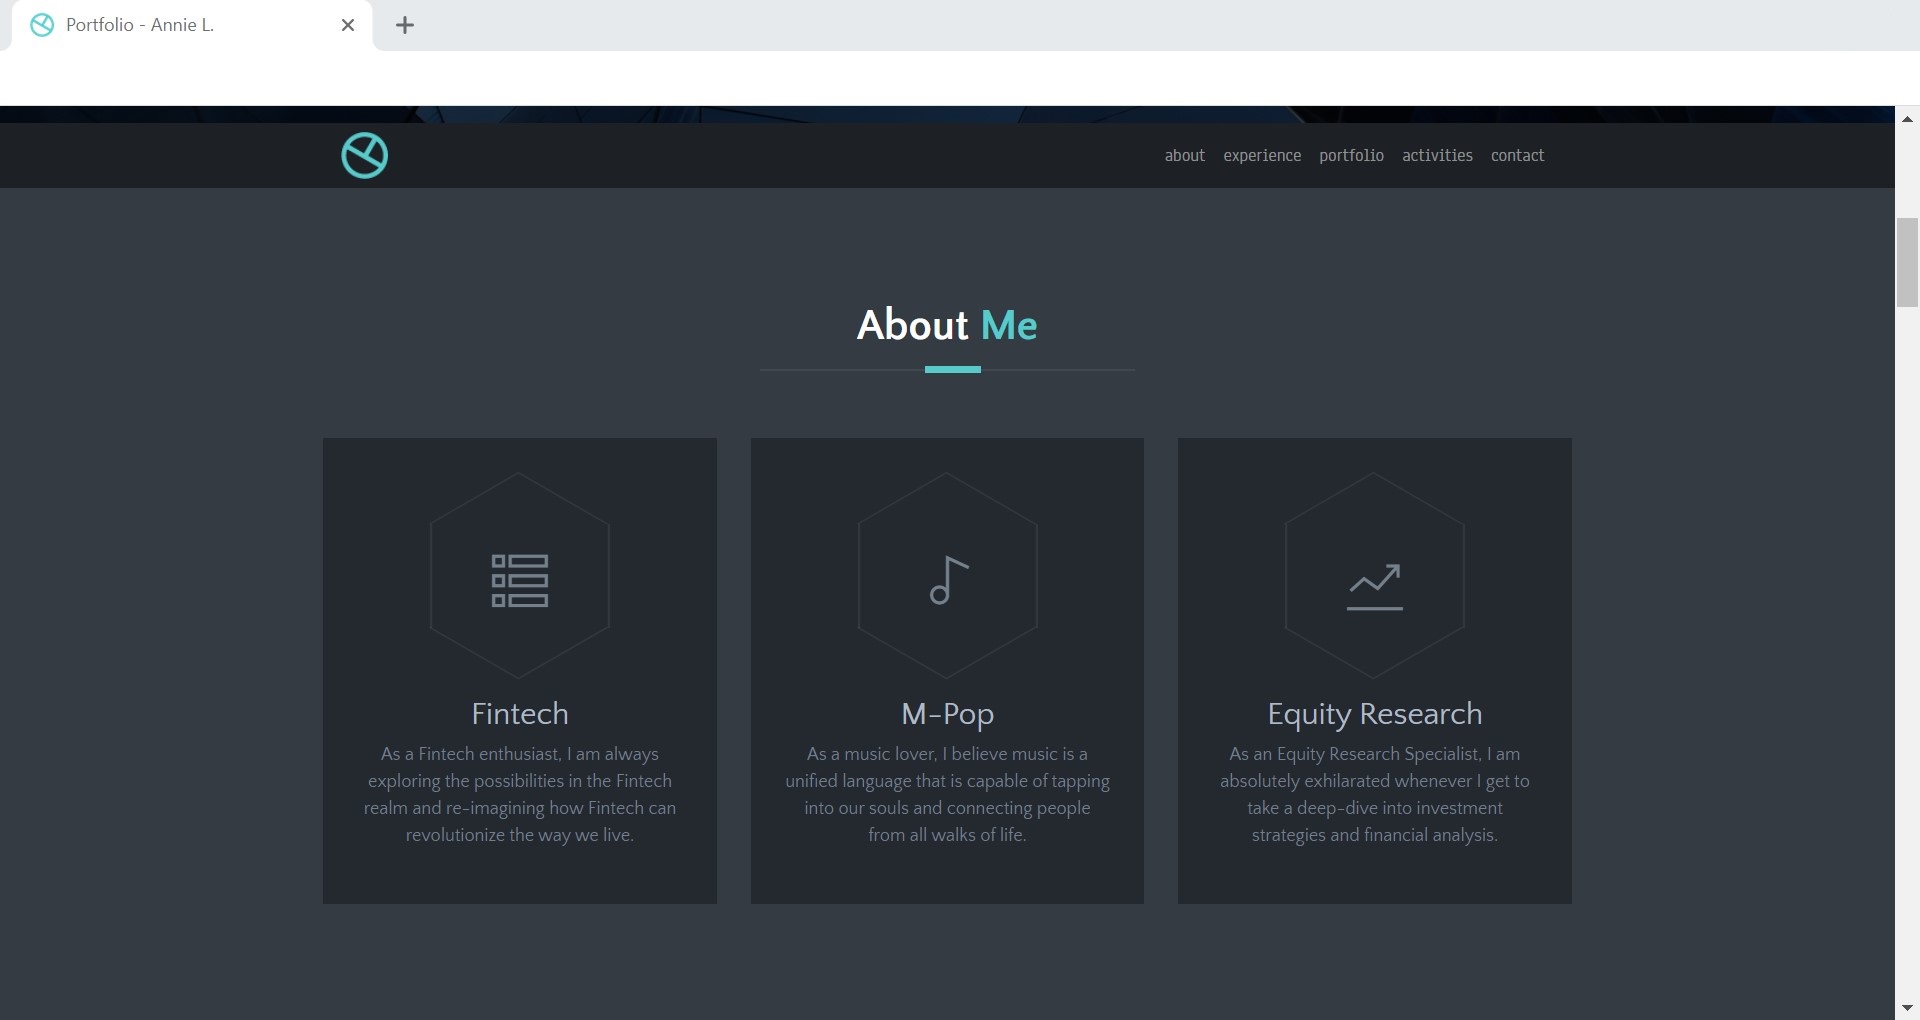 Portfolio - Annie L.
about experience portfolio activities contact
About Me
Fintech
As a Fintech enthusiast, I am always
exploring the possibilities in the Fintech
realm and re-imagining how Fintech can
revolutionize the way we live.
M-Pop
As a music lover, I believe music is a
unified language that is capable of tapping
into our souls and connecting people
from all walks of life.
Equity Research
As an Equity Research Specialist, I am
absolutely exhilarated whenever I get to
take a deep-dive into investment
strategies and financial analysis.